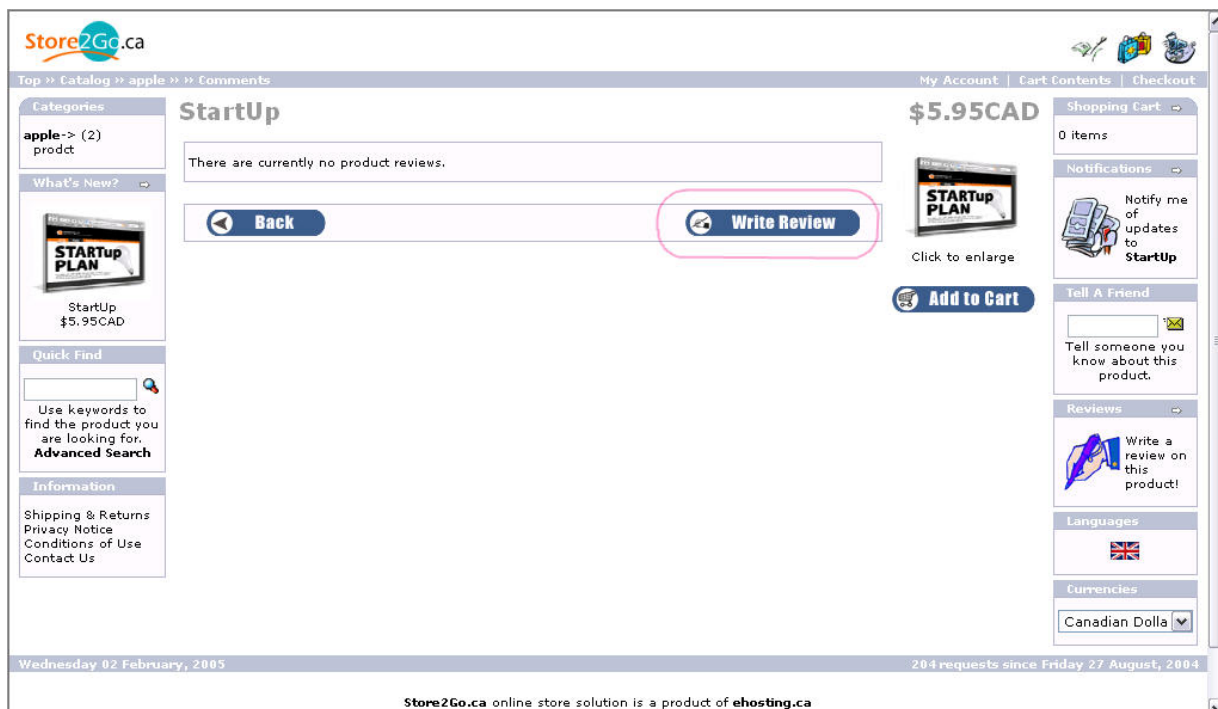 Store2Go.ca
Top » Catalog » apple » » Comments
My Account | Cart Contents | Checkout
Categories
apple-> (2)
prodct
What's New?
STARTup
PLAN
StartUp
$5.95CAD
Quick Find
Use keywords to
find the product you
are looking for.
Advanced Search
Information
Shipping & Returns
Privacy Notice
Conditions of Use
Contact Us
StartUp
$5.95CAD
There are currently no product reviews.
Back
Write Review
STARTup
PLAN
Click to enlarge
Add to Cart
Shopping Cart
0 items
Notifications
Notify me
of
updates
to
StartUp
Tell A Friend
Tell someone you
know about this
product.
Reviews
Write a
review on
this
product!
Languages
Currencies
Canadian Dolla
Wednesday 02 February, 2005
204 requests since Friday 27 August, 2004
Store2Go.ca online store solution is a product of ehosting.ca